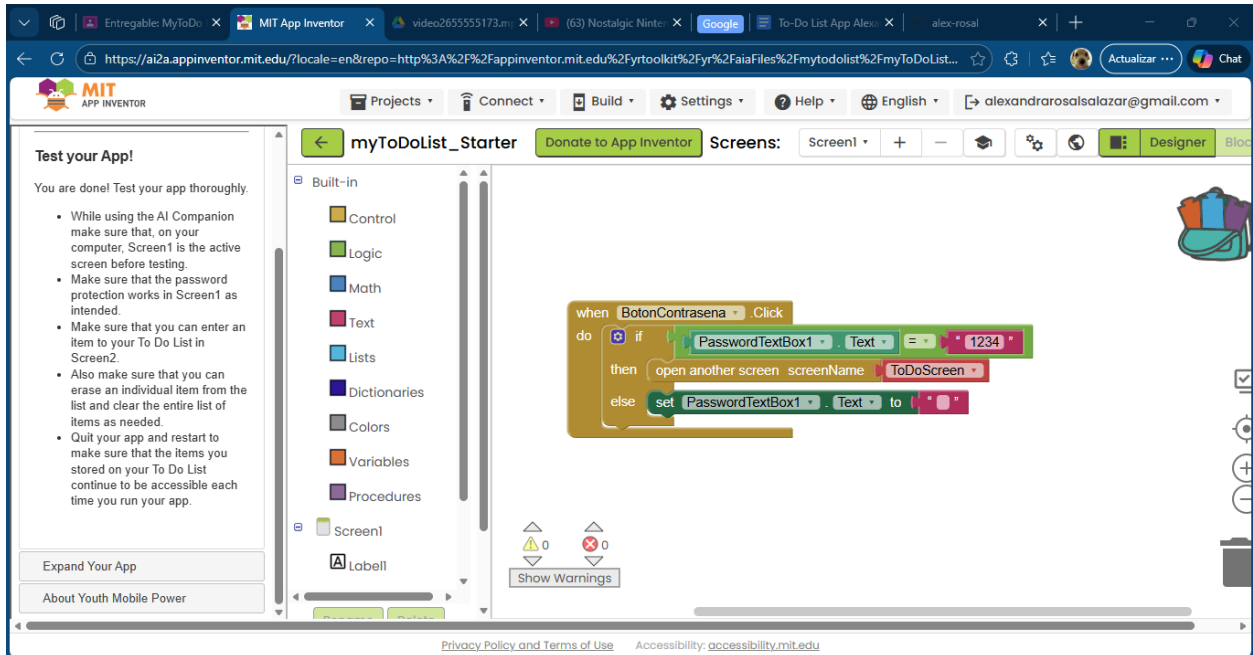 Entregable: MyToDo
MIT App Inventor
video2655555173.m
(63) Nostalgic Ninten
Google
To-Do List App Alexa
alex-rosal
https://ai2a.appinventor.mit.edu/?locale=en&repo=http%3A%2F%2Fappinventor.mit.edu%2Fyrtoolkit%2Fyr%2FaiaFiles%2Fmytodolist%2FmyToDoList...
Actualizar ...
Chat
MIT
APP INVENTOR
Projects
Connect
Build
Settings
Help
English
alexandrarosalsalazar@gmail.com
myToDoList_Starter
Donate to App Inventor
Screens:
Screen1
+
−
Designer
Test your App!
You are done! Test your app thoroughly.
• While using the AI Companion
make sure that, on your
computer, Screen1 is the active
screen before testing.
• Make sure that the password
protection works in Screen1 as
intended.
• Make sure that you can enter an
item to your To Do List in
Screen2.
• Also make sure that you can
erase an individual item from the
list and clear the entire list of
items as needed.
• Quit your app and restart to
make sure that the items you
stored on your To Do List
continue to be accessible each
time you run your app.
Expand Your App
About Youth Mobile Power
Built-in
Control
Logic
Math
Text
Lists
Dictionaries
Colors
Variables
Procedures
Screen1
A Label1
when BotonContrasena .Click
do if PasswordTextBox1 . Text = " 1234 "
then open another screen screenName ToDoScreen
else set PasswordTextBox1 . Text to " "
0 0
Show Warnings
Privacy Policy and Terms of Use Accessibility: accessibility.mit.edu